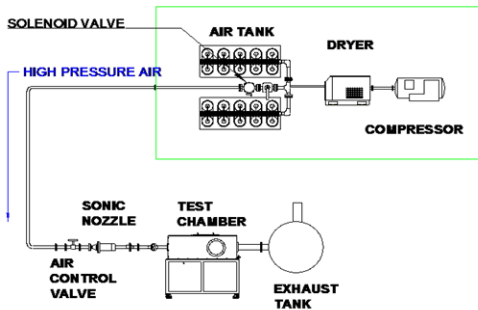 SOLENOID VALVE
AIR TANK
DRYER
HIGH PRESSURE AIR
COMPRESSOR
SONIC
NOZZLE
TEST
CHAMBER
AIR
CONTROL
VALVE
EXHAUST
TANK